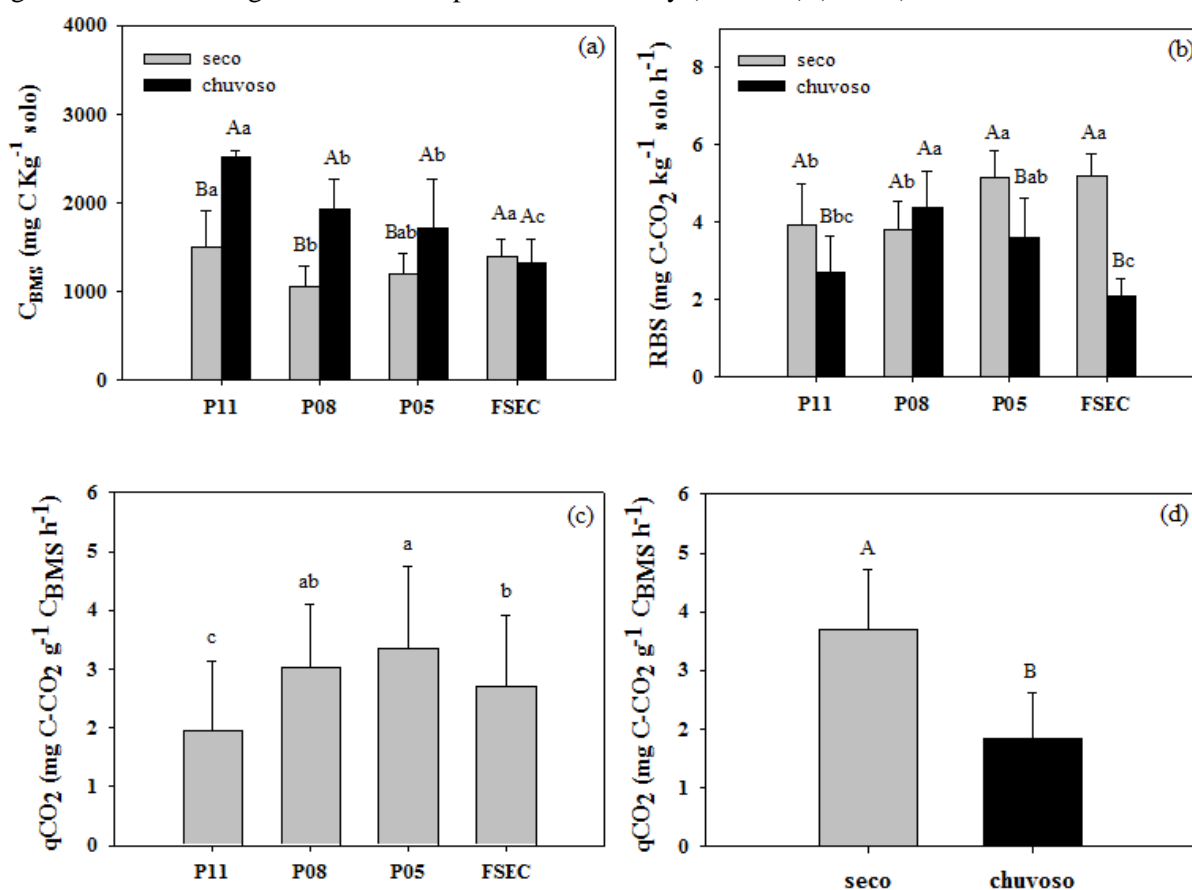 4000
3000
2000
1000
0
C_BMS (mg C Kg⁻¹ solo)
seco
chuvoso
(a)
Ba
Aa
Bb
Ab
Bab
Ab
Aa
Ac
P11
P08
P05
FSEC
8
6
4
2
0
RBS (mg C-CO₂ kg⁻¹ solo h⁻¹)
seco
chuvoso
(b)
Ab
Bbc
Ab
Aa
Aa
Bab
Aa
Bc
P11
P08
P05
FSEC
6
5
4
3
2
1
0
qCO₂ (mg C-CO₂ g⁻¹ C_BMS h⁻¹)
(c)
c
ab
a
b
P11
P08
P05
FSEC
6
5
4
3
2
1
0
qCO₂ (mg C-CO₂ g⁻¹ C_BMS h⁻¹)
(d)
A
B
seco
chuvoso